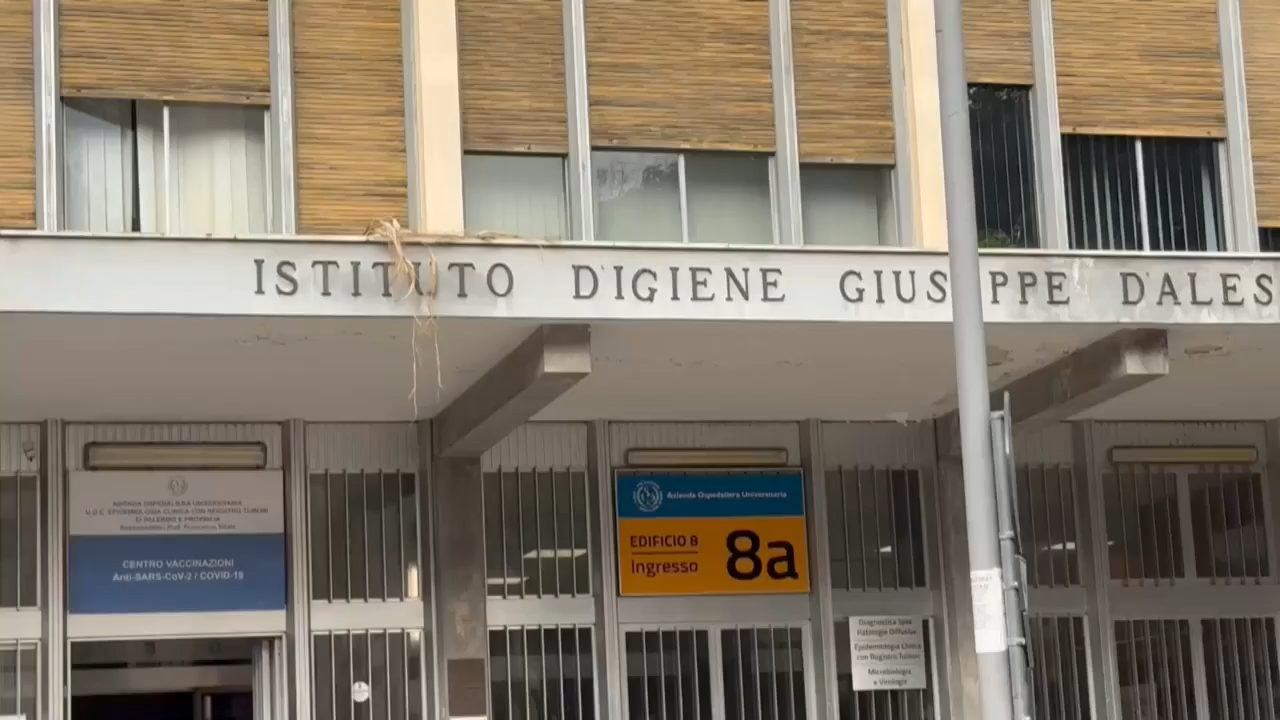 ISTITUTO D'IGIENE GIUSEPPE D'ALES
AZIENDA OSPEDALIERA UNIVERSITARIA
U.O.C. EPIDEMIOLOGIA CLINICA CON REGISTRO TUMORI
DI PALERMO E PROVINCIA
CENTRO VACCINAZIONI
Anti-SARS-CoV-2 / COVID-19
Azienda Ospedaliera Universitaria
EDIFICIO 8
Ingresso
8a
Diagnostica
Patologie Diffusive
Epidemiologia Clinica
con Registro Tumori
Microbiologia
e Virologia